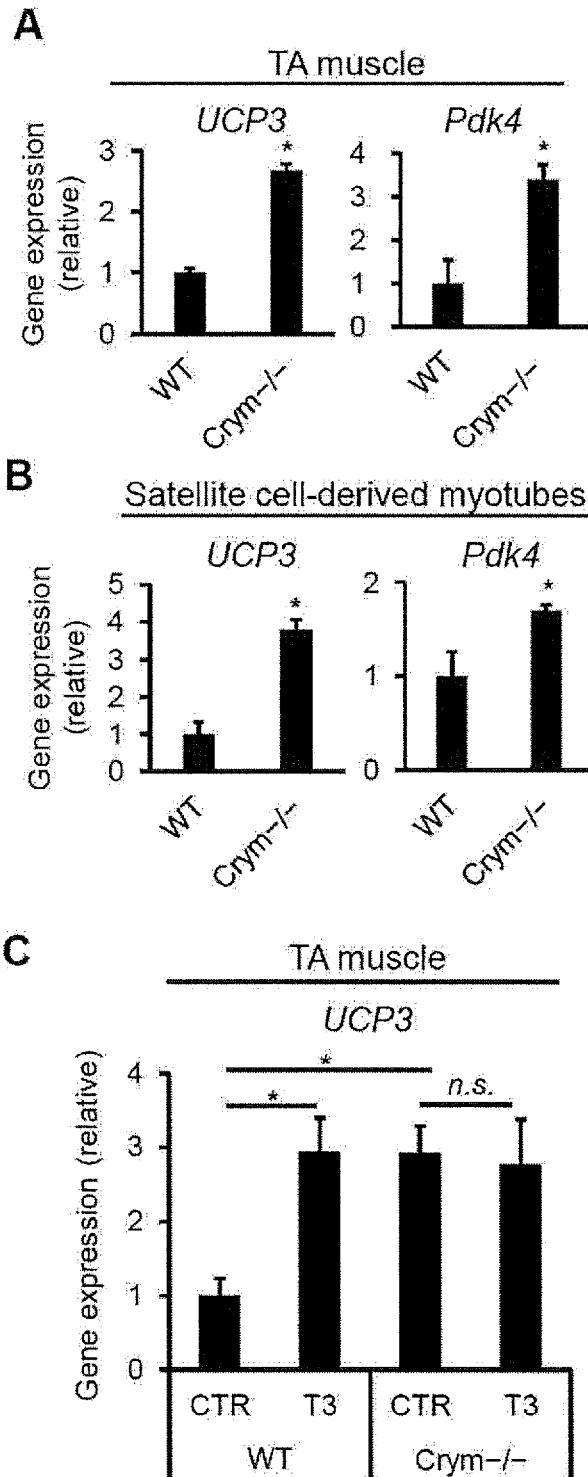 A
TA muscle
UCP3
Pdk4
Gene expression
(relative)
3
2
1
0
*
4
3
2
1
0
*
WT
Crym−/−
WT
Crym−/−
B
Satellite cell-derived myotubes
UCP3
Pdk4
Gene expression
(relative)
5
4
3
2
1
0
*
2
1
0
*
WT
Crym−/−
WT
Crym−/−
C
TA muscle
UCP3
Gene expression (relative)
4
3
2
1
0
*
*
n.s.
CTR T3 CTR T3
WT Crym−/−